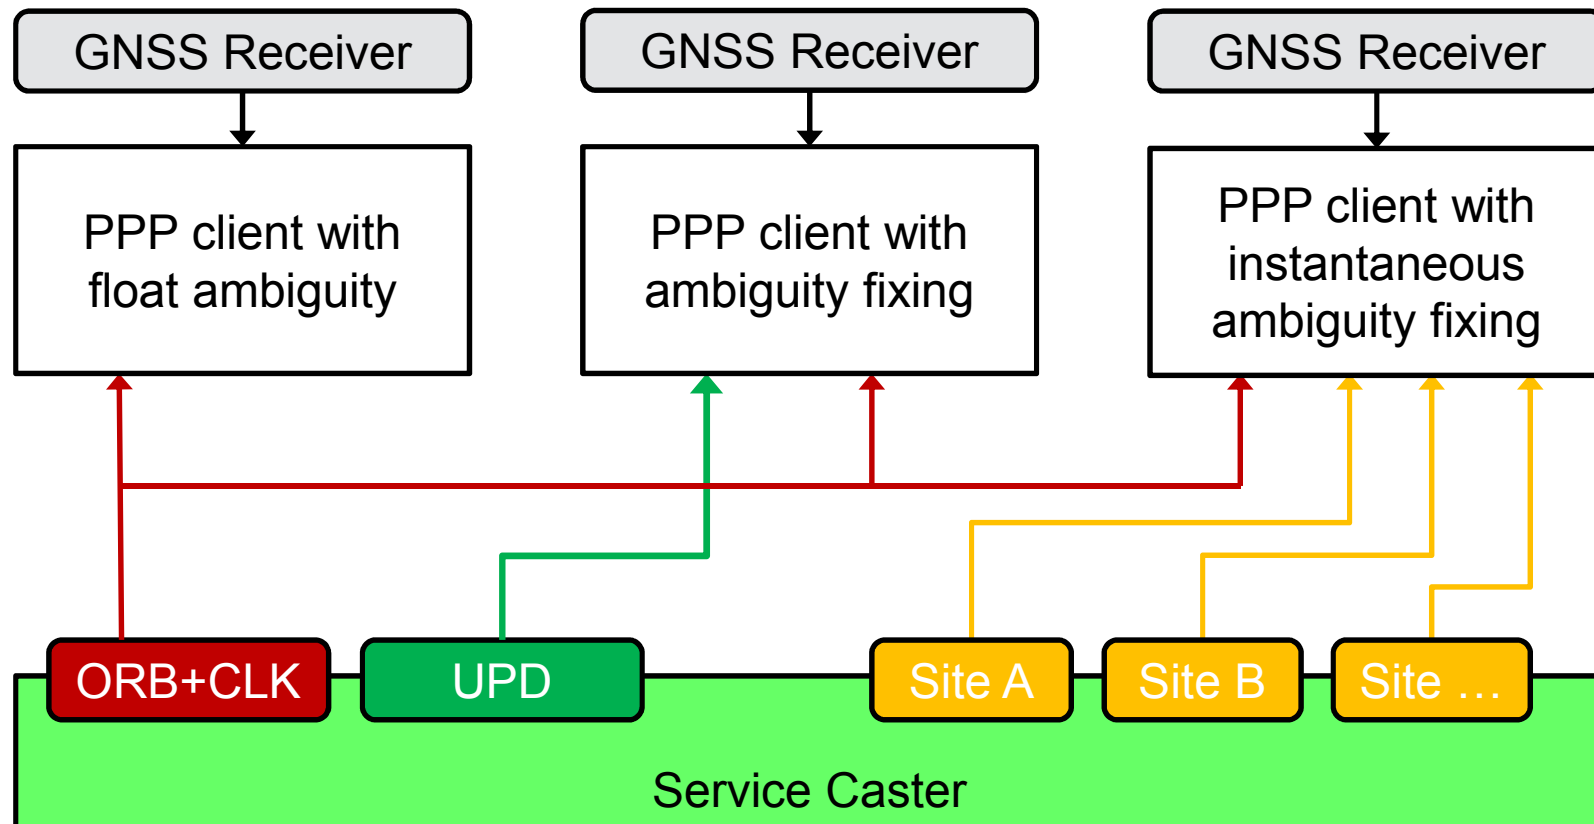 GNSS Receiver
GNSS Receiver
GNSS Receiver
PPP client with
float ambiguity
PPP client with
ambiguity fixing
PPP client with
instantaneous
ambiguity fixing
ORB+CLK
UPD
Site A
Site B
Site …
Service Caster